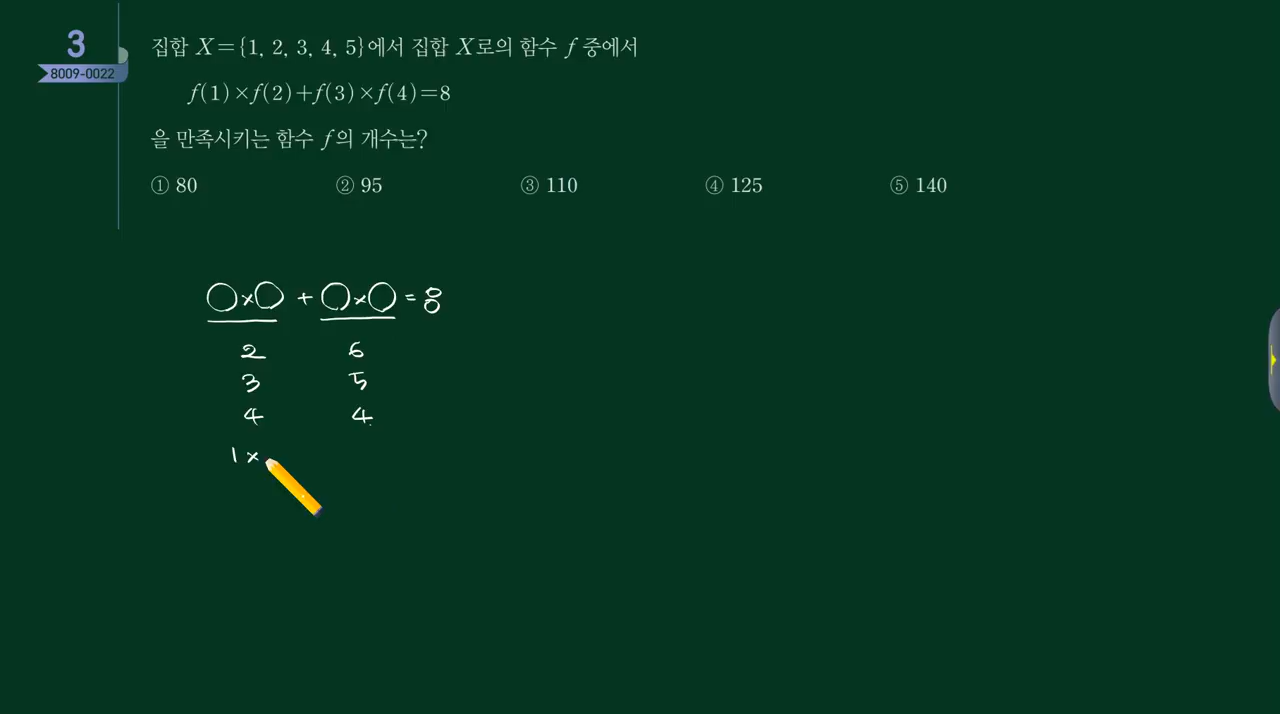 3
8009-0022
집합 X={1, 2, 3, 4, 5}에서 집합 X로의 함수 f 중에서
f(1)×f(2)+f(3)×f(4)=8
을 만족시키는 함수 f의 개수는?
① 80 ② 95 ③ 110 ④ 125 ⑤ 140
○×○ + ○×○ = 8
2 6
3 5
4 4
1×